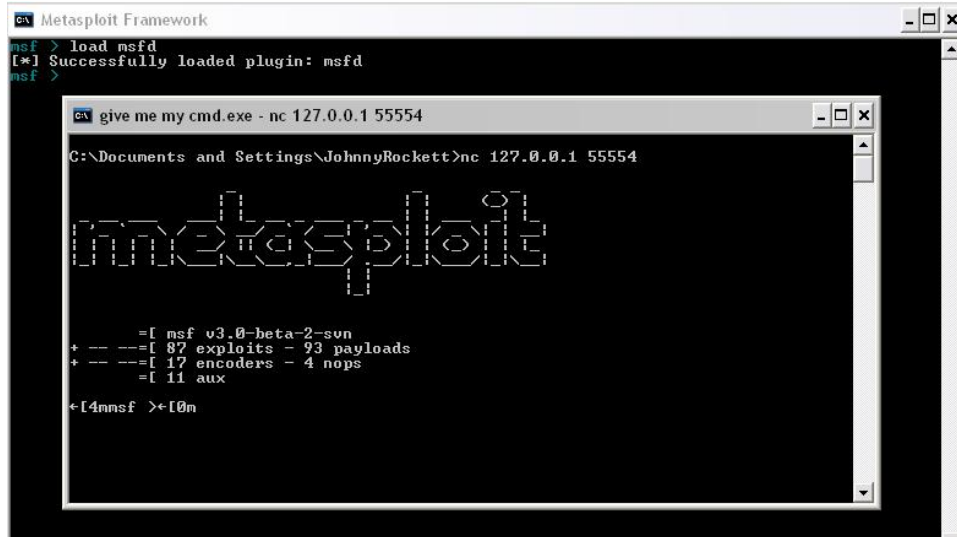 Metasploit Framework
msf > load msfd
[*] Successfully loaded plugin: msfd
msf >
give me my cmd.exe - nc 127.0.0.1 55554
C:\Documents and Settings\JohnnyRockett>nc 127.0.0.1 55554
metasploit
=[ msf v3.0-beta-2-svn
+ -- --=[ 87 exploits - 93 payloads
+ -- --=[ 17 encoders - 4 nops
=[ 11 aux
←[4mmsf >←[0m